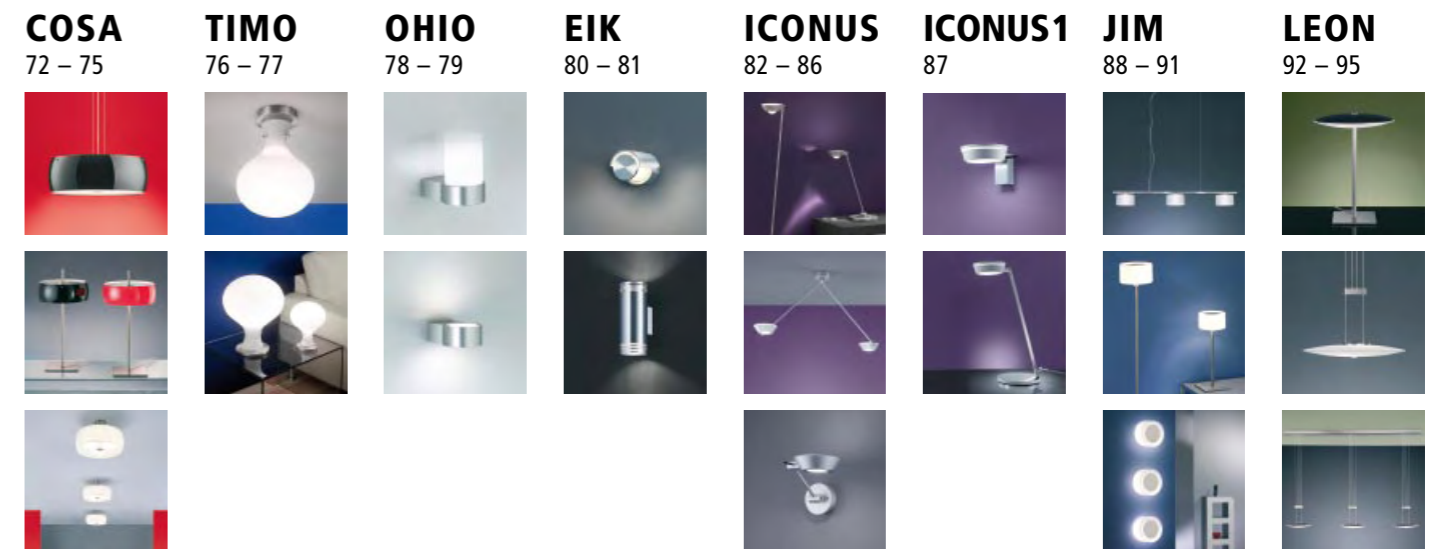 COSA
72 – 75
TIMO
76 – 77
OHIO
78 – 79
EIK
80 – 81
ICONUS
82 – 86
ICONUS1
87
JIM
88 – 91
LEON
92 – 95